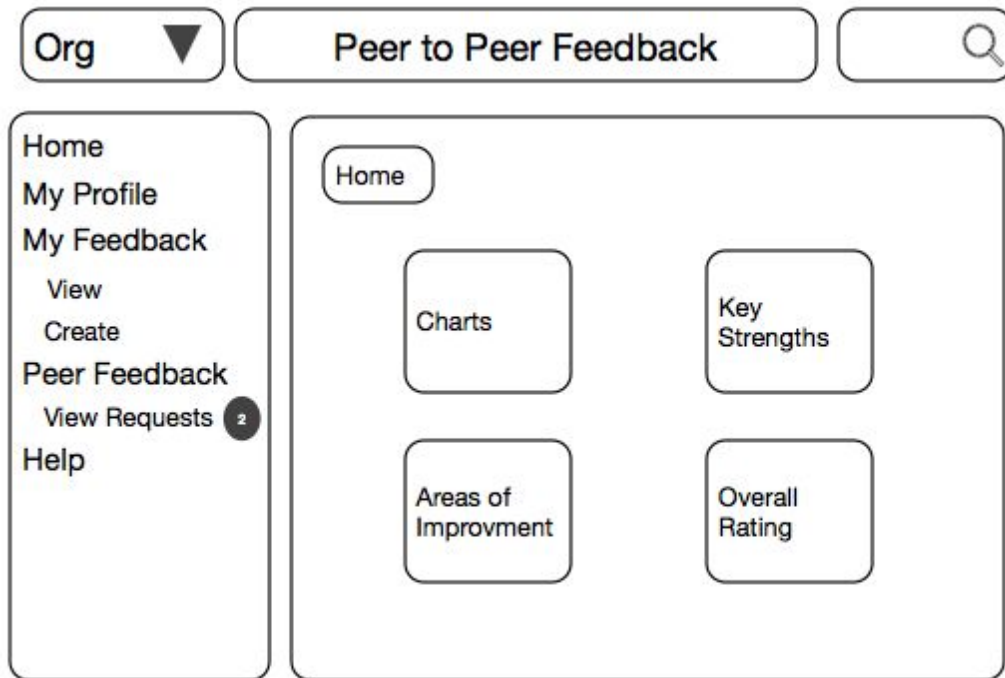 Org
Peer to Peer Feedback
Home
My Profile
My Feedback
View
Create
Peer Feedback
View Requests 2
Help
Home
Charts
Key
Strengths
Areas of
Improvment
Overall
Rating